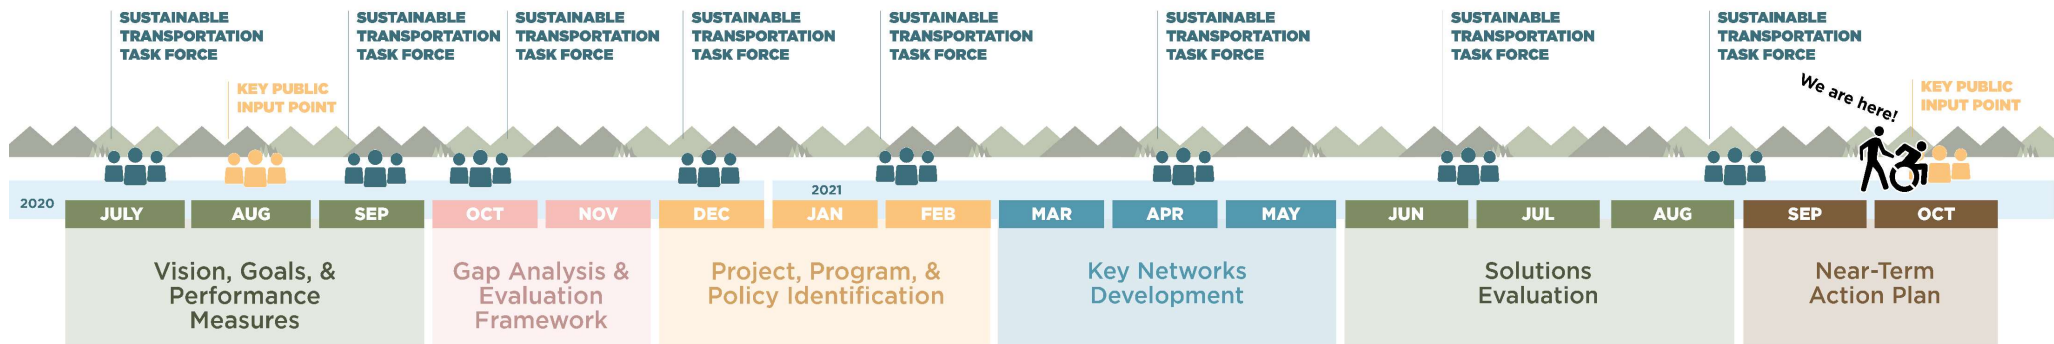 SUSTAINABLE
TRANSPORTATION
TASK FORCE
KEY PUBLIC
INPUT POINT
SUSTAINABLE
TRANSPORTATION
TASK FORCE
SUSTAINABLE
TRANSPORTATION
TASK FORCE
SUSTAINABLE
TRANSPORTATION
TASK FORCE
SUSTAINABLE
TRANSPORTATION
TASK FORCE
SUSTAINABLE
TRANSPORTATION
TASK FORCE
SUSTAINABLE
TRANSPORTATION
TASK FORCE
SUSTAINABLE
TRANSPORTATION
TASK FORCE
We are here!
KEY PUBLIC
INPUT POINT
2020
2021
JULY
AUG
SEP
OCT
NOV
DEC
JAN
FEB
MAR
APR
MAY
JUN
JUL
AUG
SEP
OCT
Vision, Goals, &
Performance
Measures
Gap Analysis &
Evaluation
Framework
Project, Program, &
Policy Identification
Key Networks
Development
Solutions
Evaluation
Near-Term
Action Plan